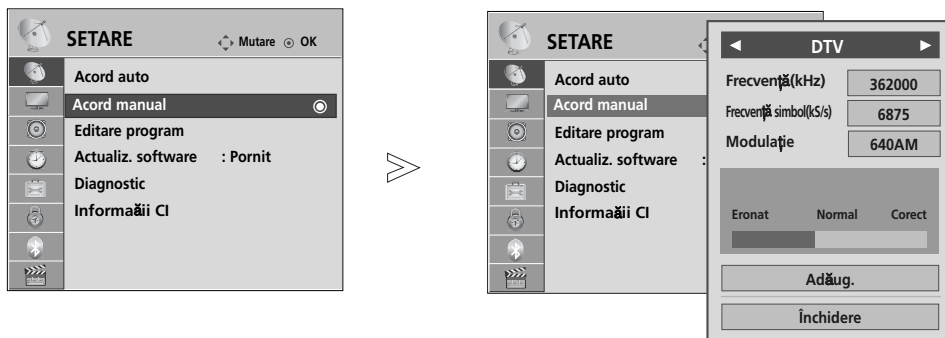 SETARE
Mutare OK
Acord auto
Acord manual
Editare program
Actualiz. software : Pornit
Diagnostic
Informaăii CI
SETARE
Acord auto
Acord manual
Editare program
Actualiz. software :
Diagnostic
Informaăii CI
DTV
Frecvenţă(kHz) 362000
Frecvenţă simbol(kS/s) 6875
Modulaţie 640AM
Eronat Normal Corect
Adăug.
Închidere